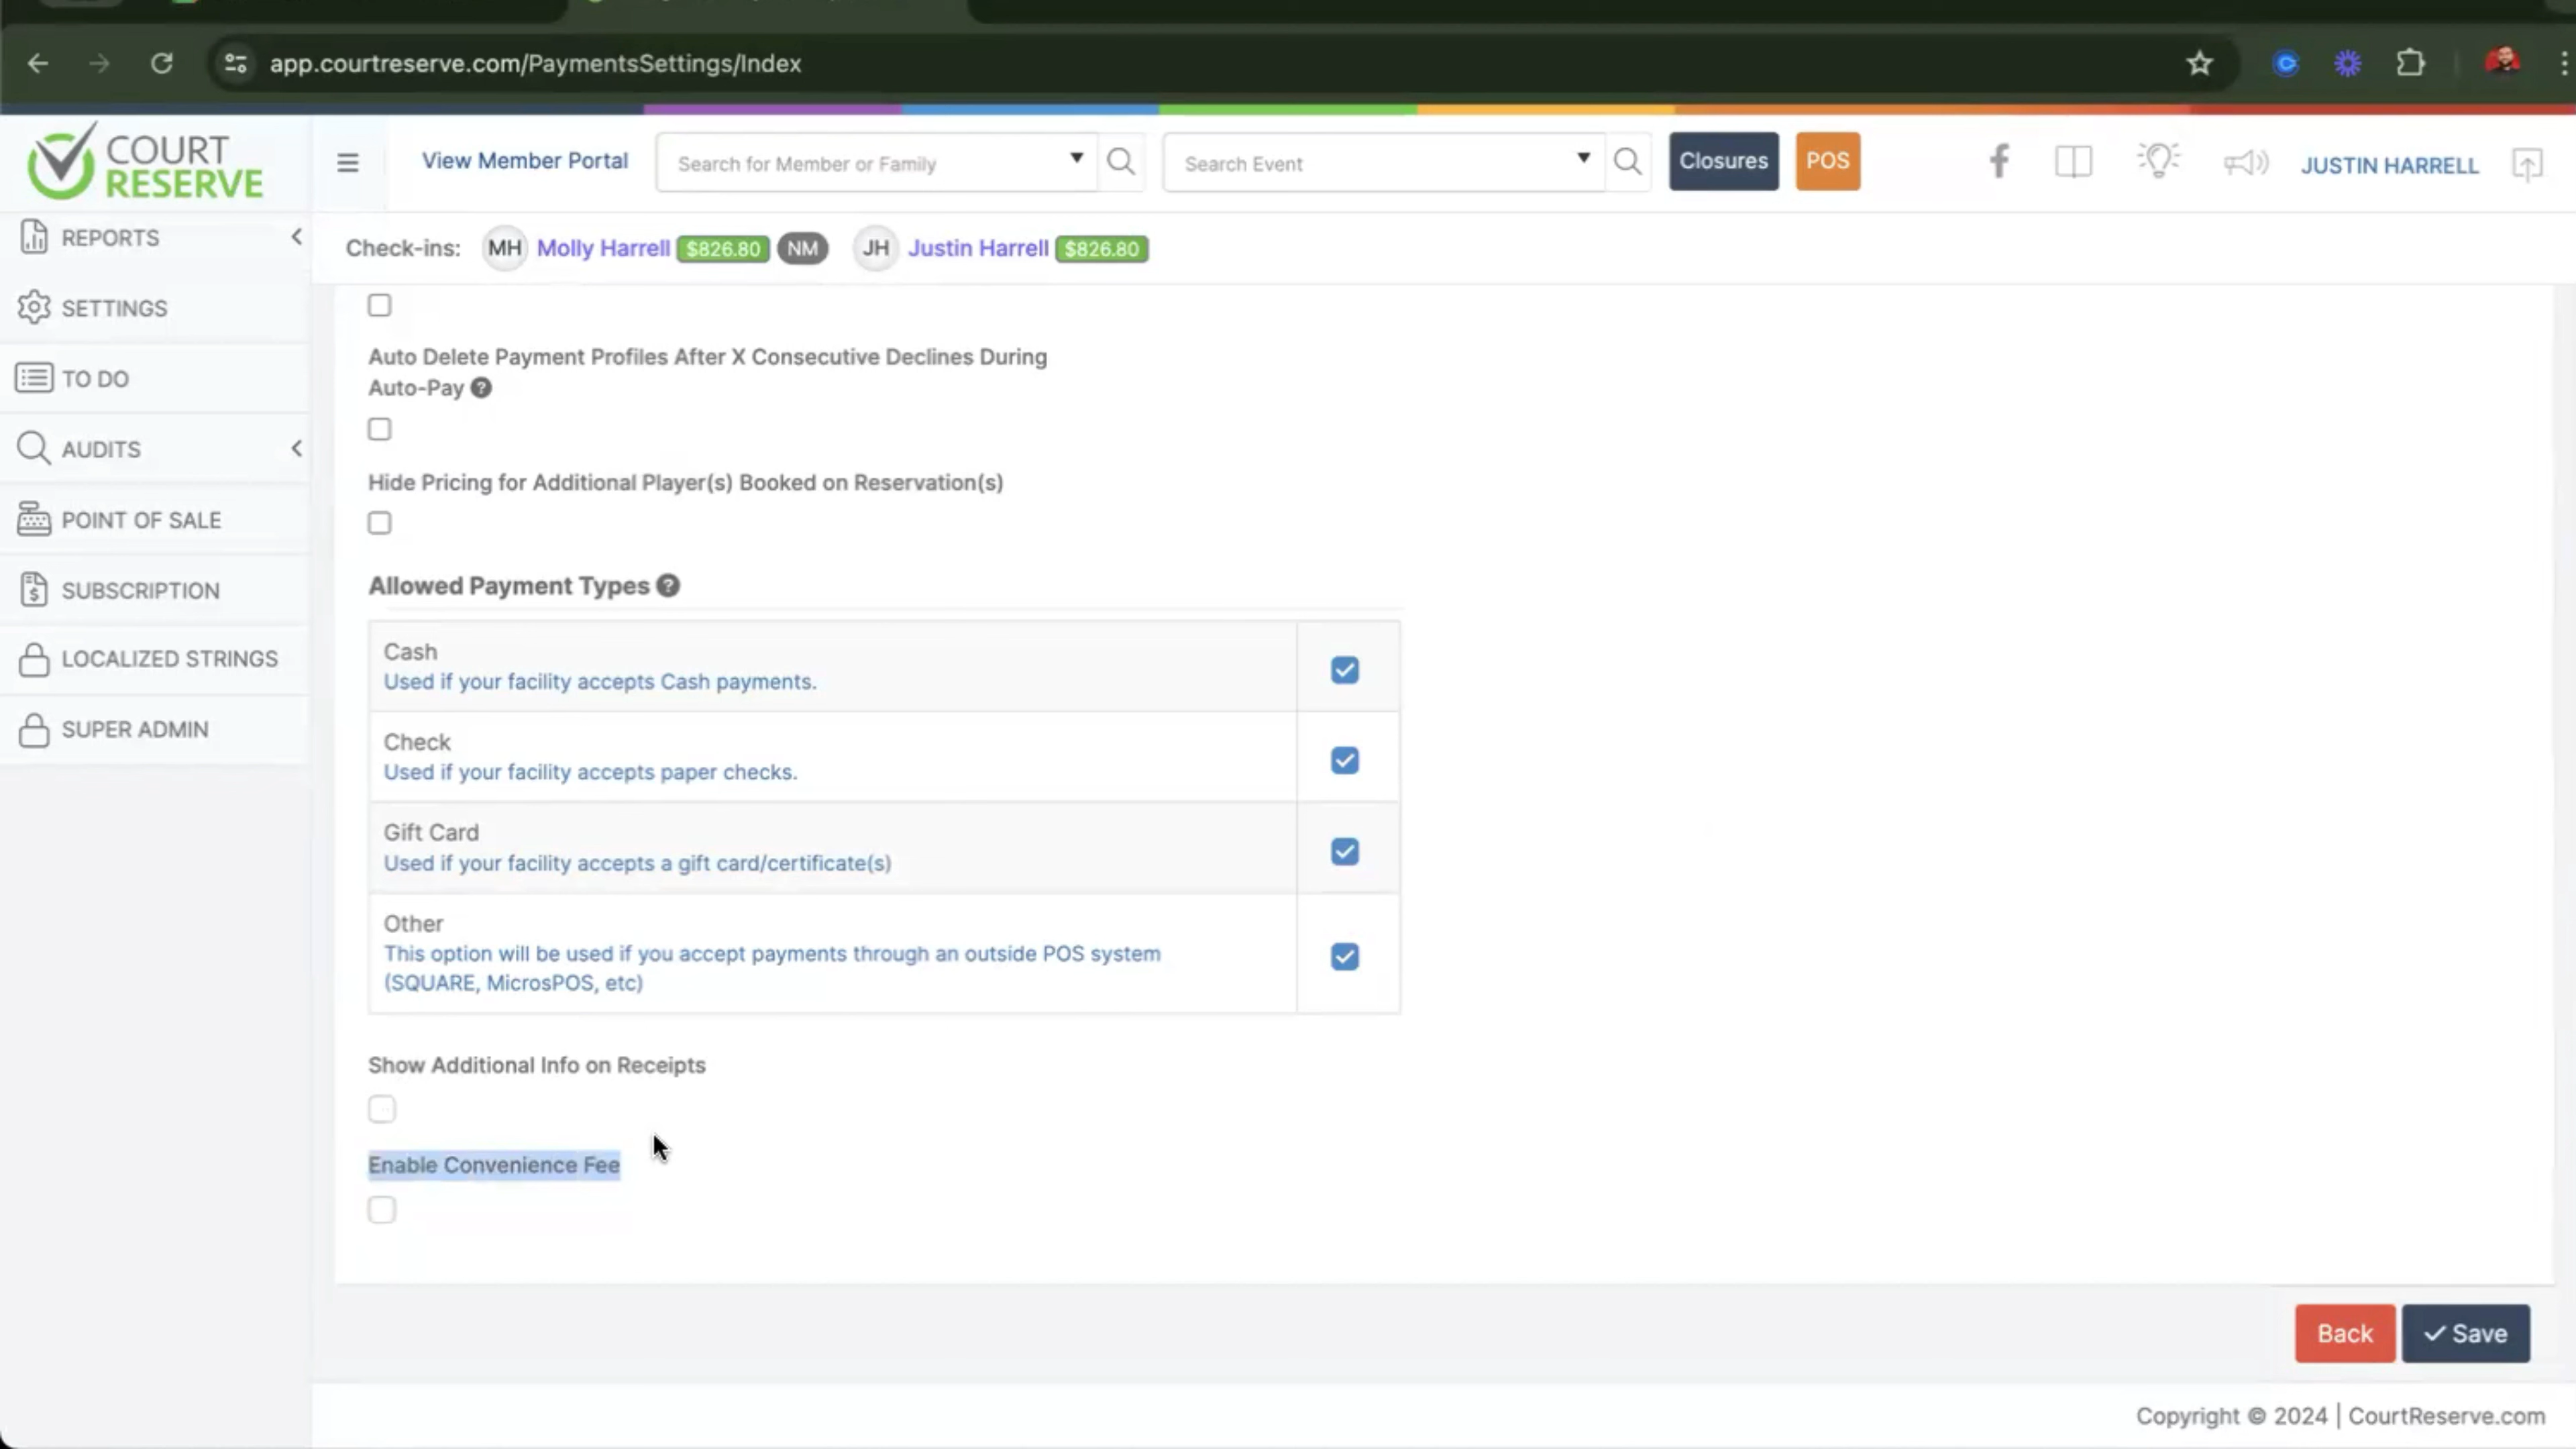 app.courtreserve.com/PaymentsSettings/Index
COURT
RESERVE
View Member Portal
Search for Member or Family
Search Event
Closures
POS
JUSTIN HARRELL
REPORTS
SETTINGS
TO DO
AUDITS
POINT OF SALE
SUBSCRIPTION
LOCALIZED STRINGS
SUPER ADMIN
Check-ins: MH Molly Harrell $826.80 NM JH Justin Harrell $826.80
Auto Delete Payment Profiles After X Consecutive Declines During
Auto-Pay ?
Hide Pricing for Additional Player(s) Booked on Reservation(s)
Allowed Payment Types ?
Cash
Used if your facility accepts Cash payments.
Check
Used if your facility accepts paper checks.
Gift Card
Used if your facility accepts a gift card/certificate(s)
Other
This option will be used if you accept payments through an outside POS system
(SQUARE, MicrosPOS, etc)
Show Additional Info on Receipts
Enable Convenience Fee
Back
Save
Copyright © 2024 | CourtReserve.com